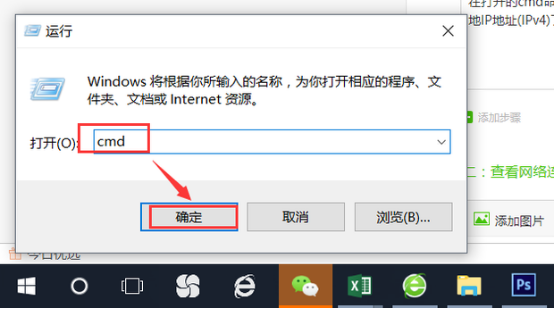 在打开的cmd命
地IP地址(IPv4)了
运行
Windows 将根据你所输入的名称，为你打开相应的程序、文
件夹、文档或 Internet 资源。
打开(O):
cmd
添加步骤
二：查看网络连
确定
取消
浏览(B)...
添加图片
今日优选
Ps